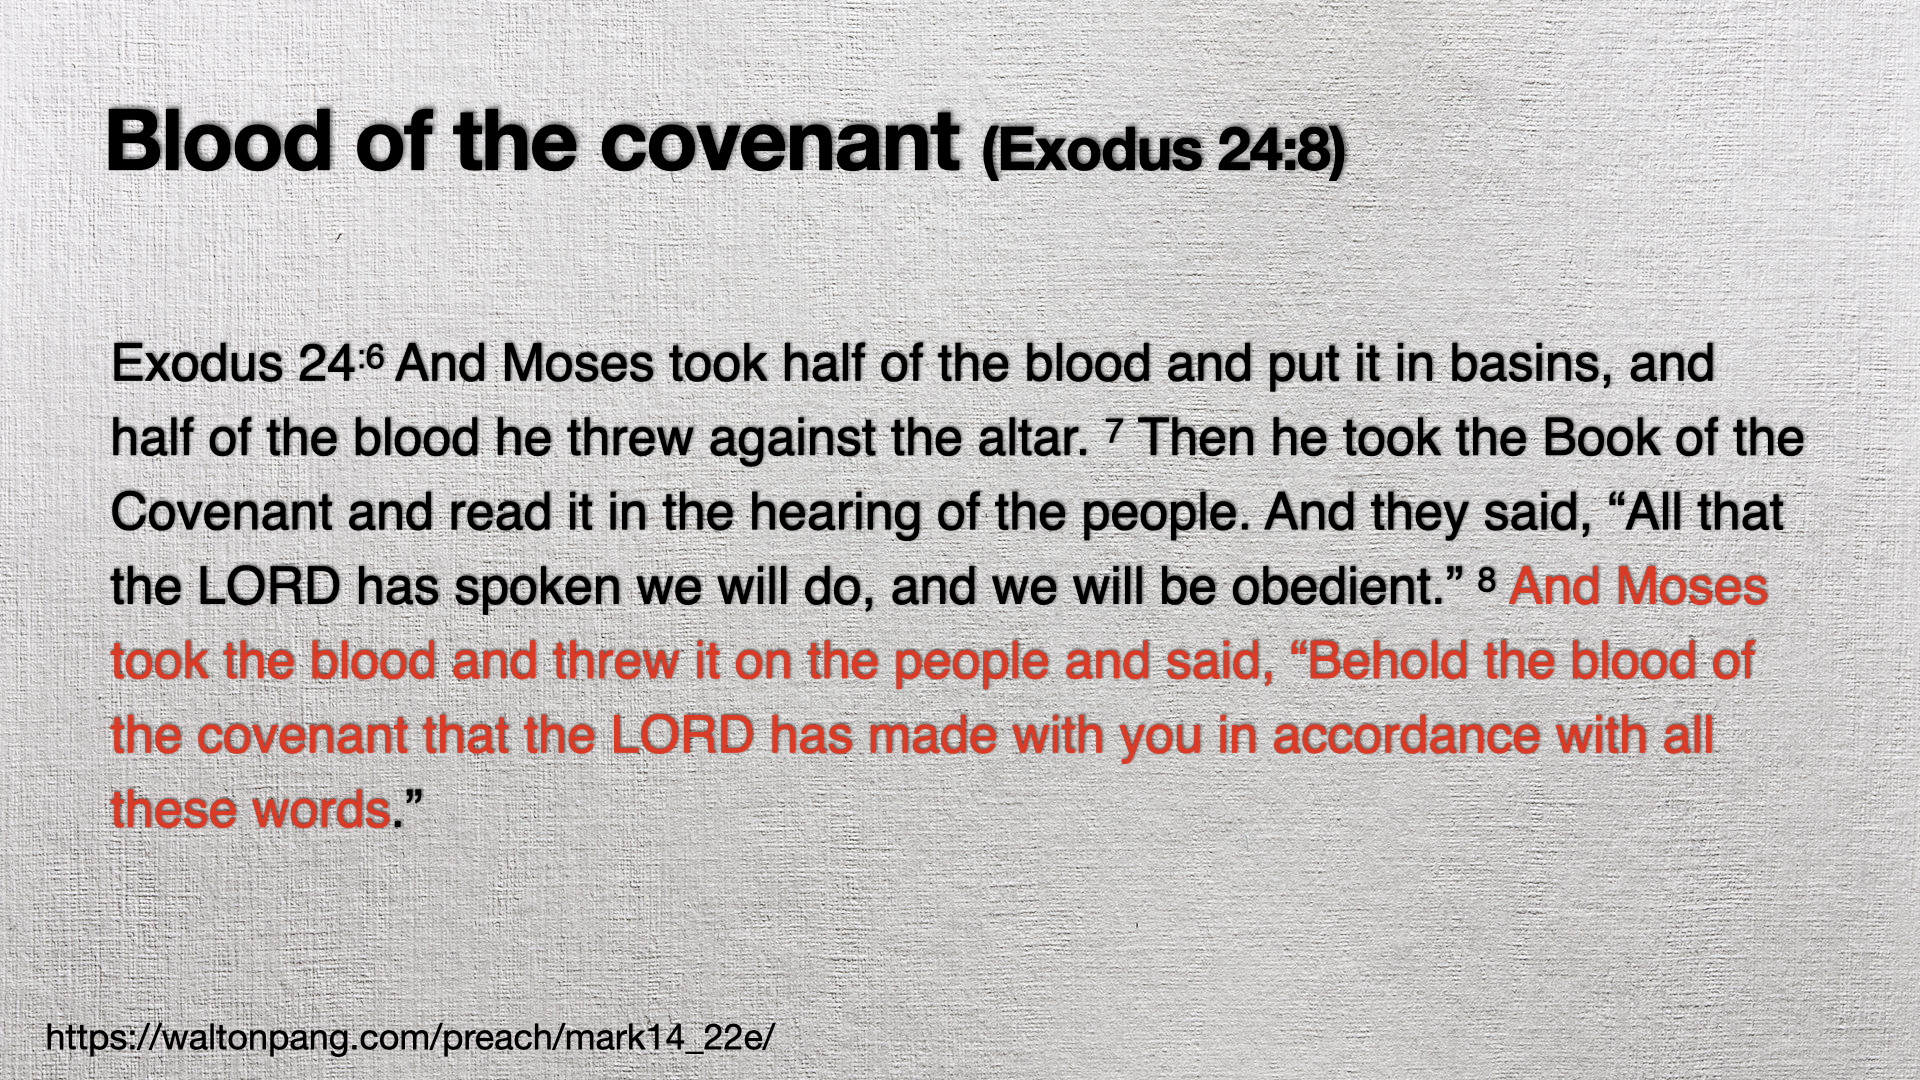 Blood of the covenant (Exodus 24:8)
Exodus 24:6 And Moses took half of the blood and put it in basins, and
half of the blood he threw against the altar. 7 Then he took the Book of the
Covenant and read it in the hearing of the people. And they said, “All that
the LORD has spoken we will do, and we will be obedient.” 8 And Moses
took the blood and threw it on the people and said, “Behold the blood of
the covenant that the LORD has made with you in accordance with all
these words.”
https://waltonpang.com/preach/mark14_22e/